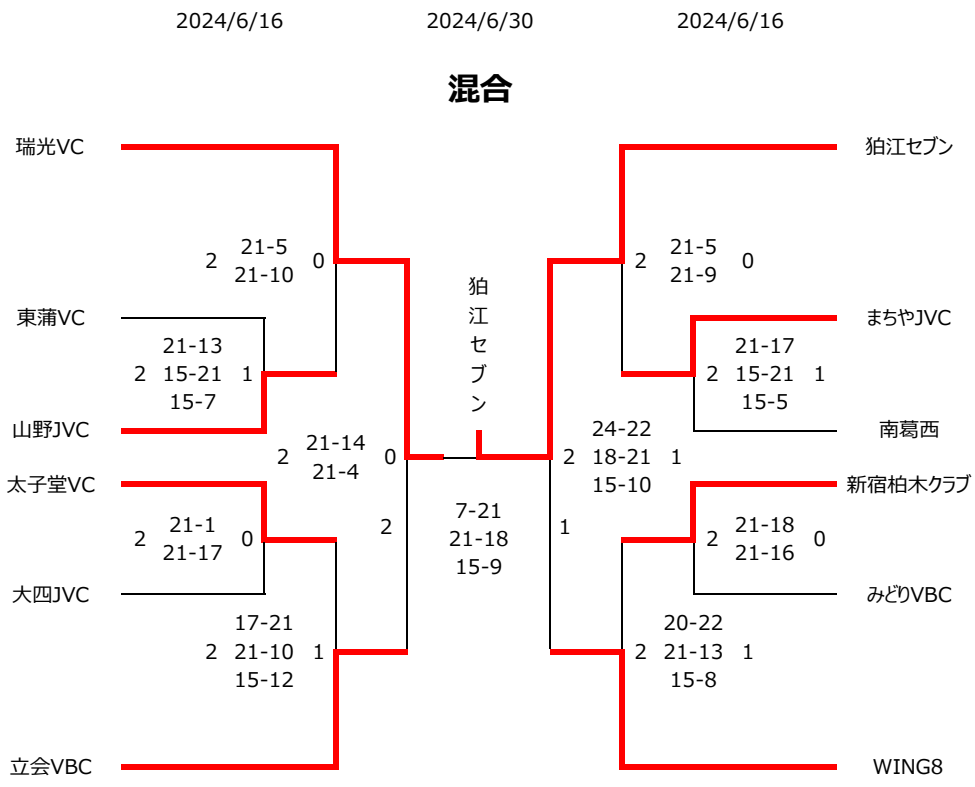 2024/6/16 2024/6/30 2024/6/16
混合
瑞光VC 狛江セブン
21-5 21-5
2 0 2 0
21-10 21-9
狛江セブン
東蒲VC まちやJVC
21-13 21-17
2 15-21 1 2 15-21 1
15-7 15-5
山野JVC 南葛西
21-14 24-22
2 0 2 18-21 1
21-4 15-10
太子堂VC 新宿柏木クラブ
7-21
2 21-18 1
15-9
21-1 21-18
2 0 2 0
21-17 21-16
大四JVC みどりVBC
17-21 20-22
2 21-10 1 2 21-13 1
15-12 15-8
立会VBC WING8